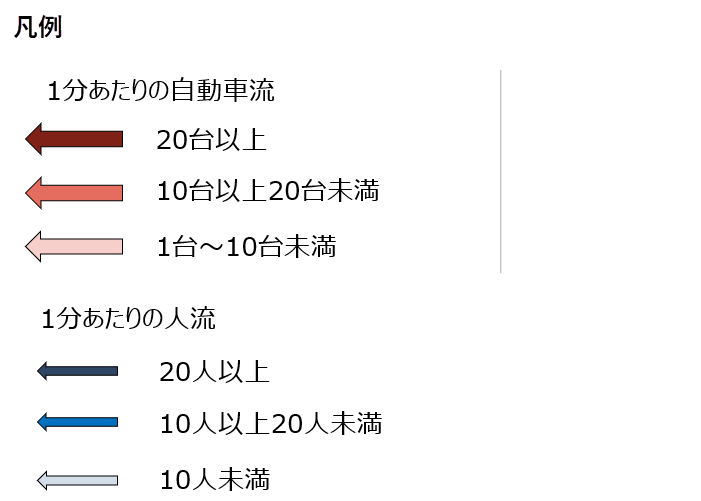 凡例
1分あたりの自動車流
20台以上
10台以上20台未満
1台～10台未満
1分あたりの人流
20人以上
10人以上20人未満
10人未満